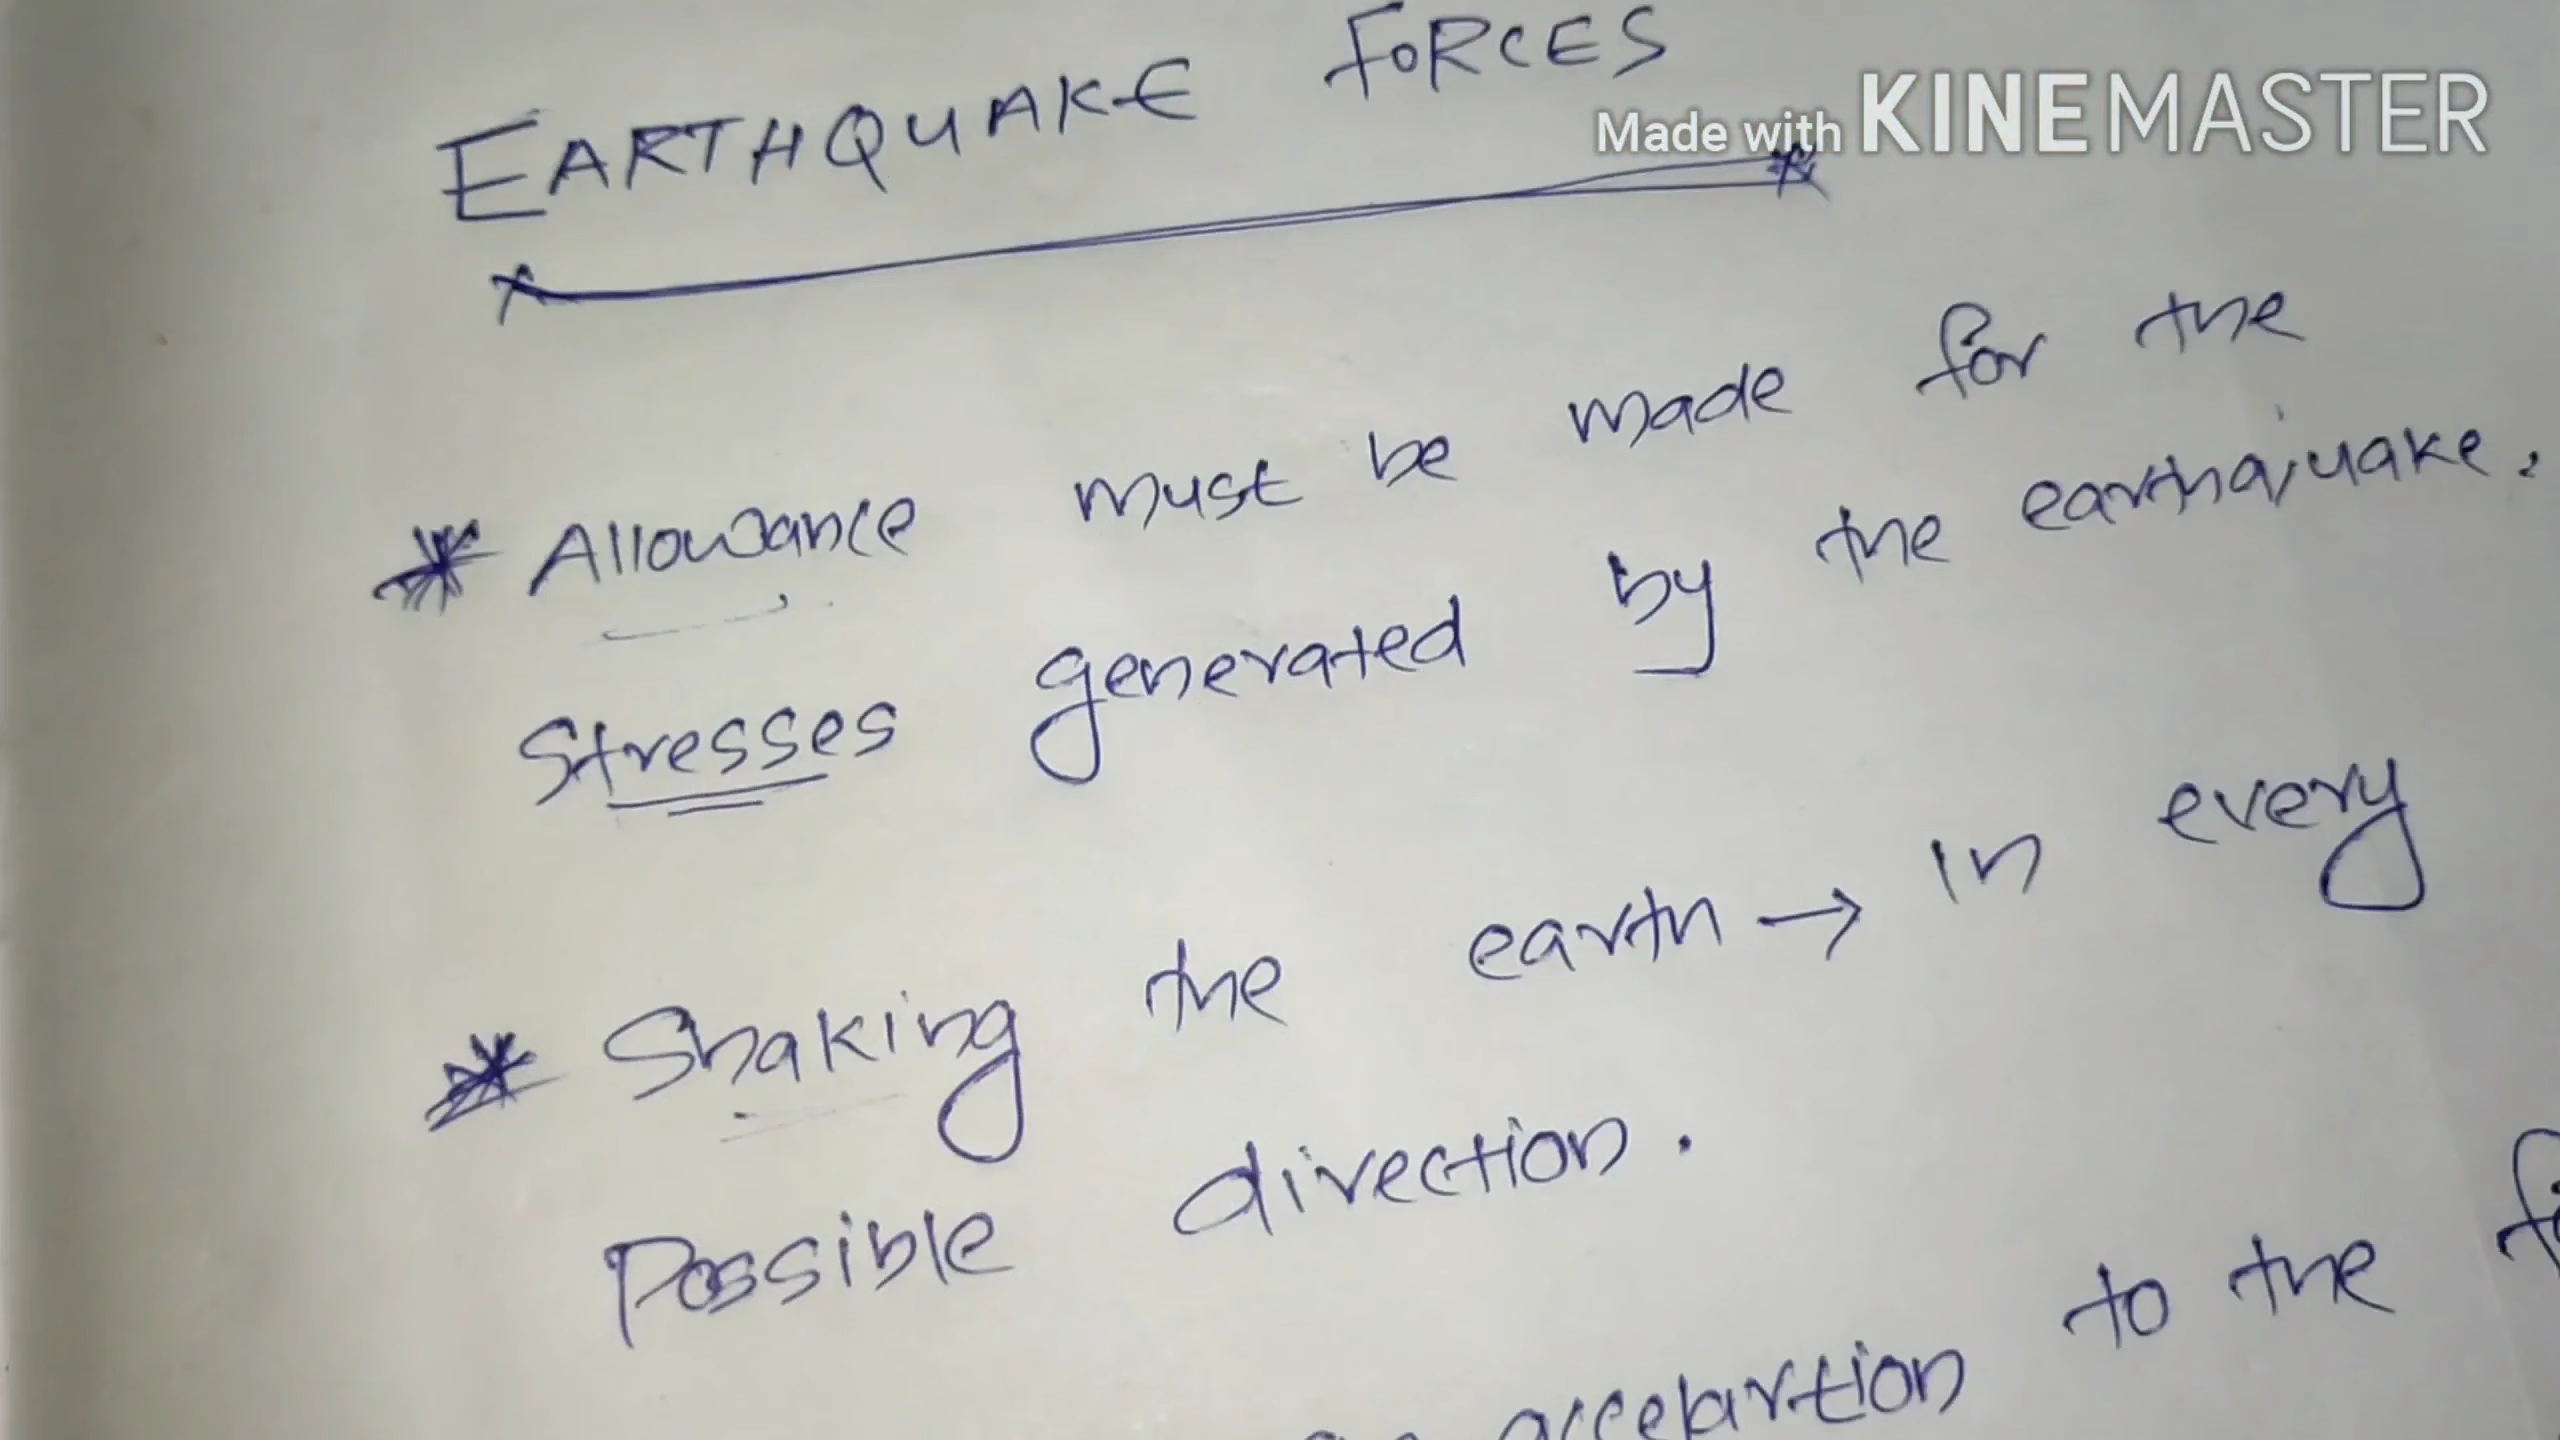 EARTHQUAKE FORCES
Made with KINEMASTER
* Allowance must be made for the
Stresses generated by the earthquake.
* Shaking the earth → in every
Possible direction.
accelartion to the